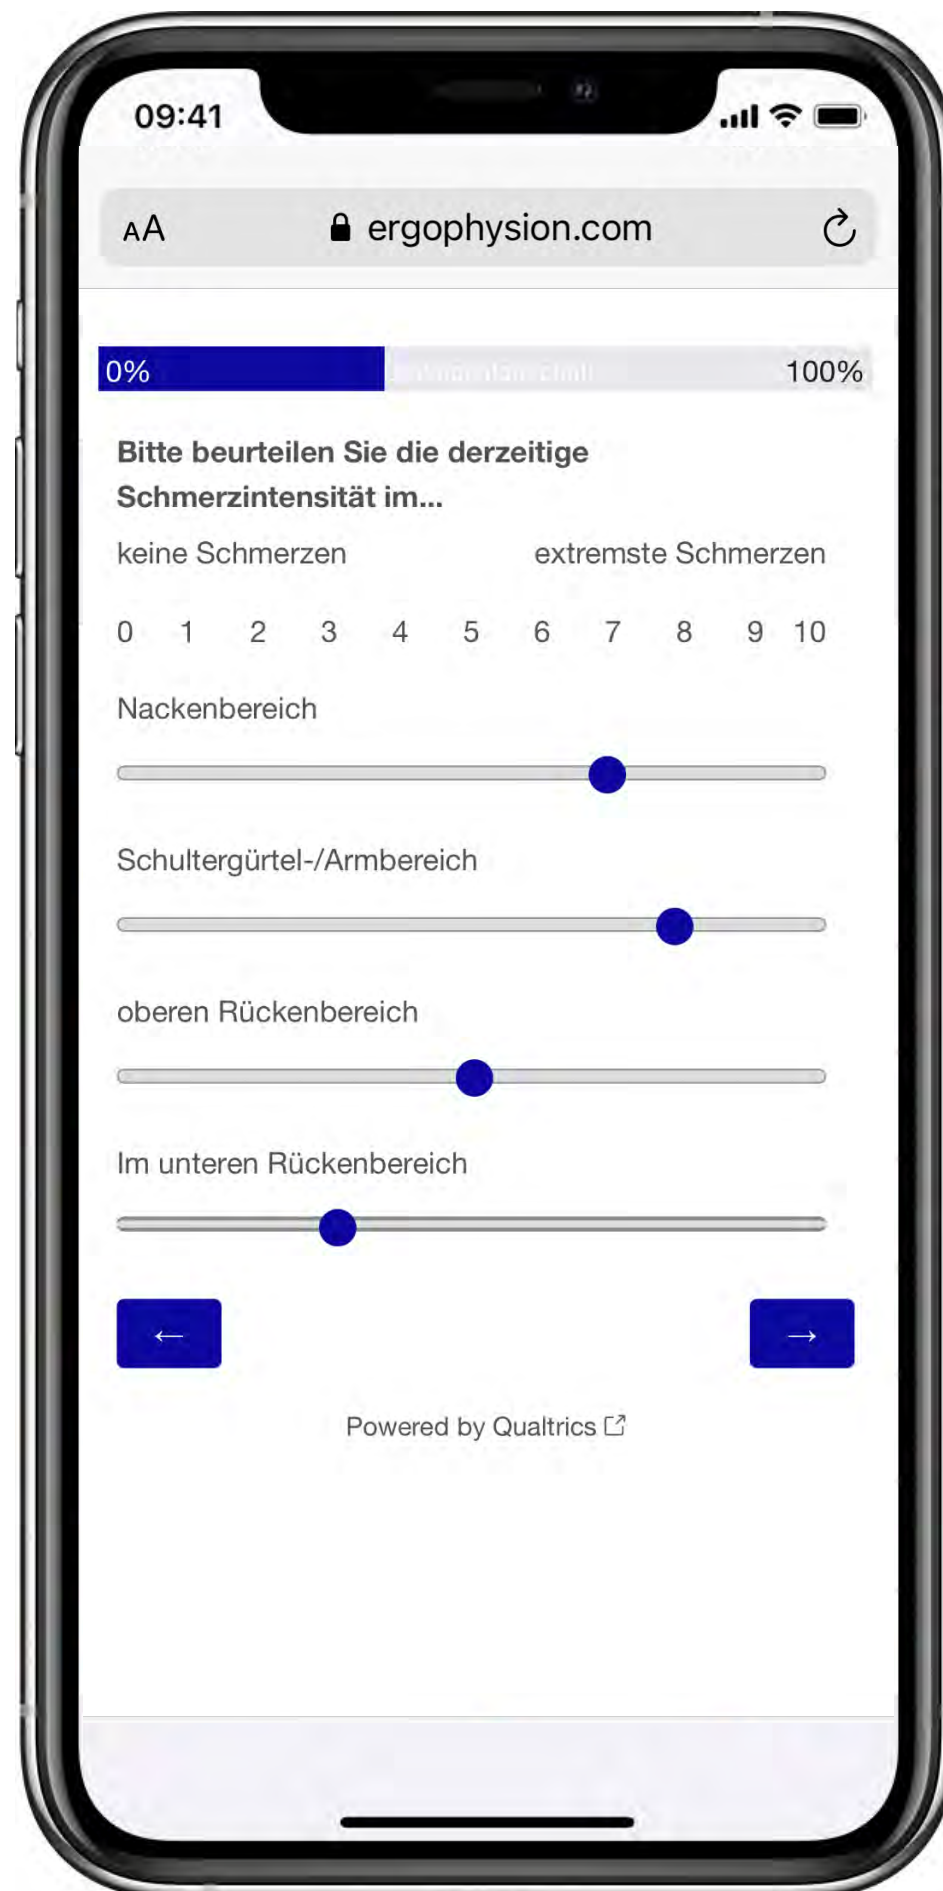 09:41
AA ergophysion.com
0% 100%
Bitte beurteilen Sie die derzeitige
Schmerzintensität im...
keine Schmerzen extremste Schmerzen
0 1 2 3 4 5 6 7 8 9 10
Nackenbereich
Schultergürtel-/Armbereich
oberen Rückenbereich
Im unteren Rückenbereich
← →
Powered by Qualtrics